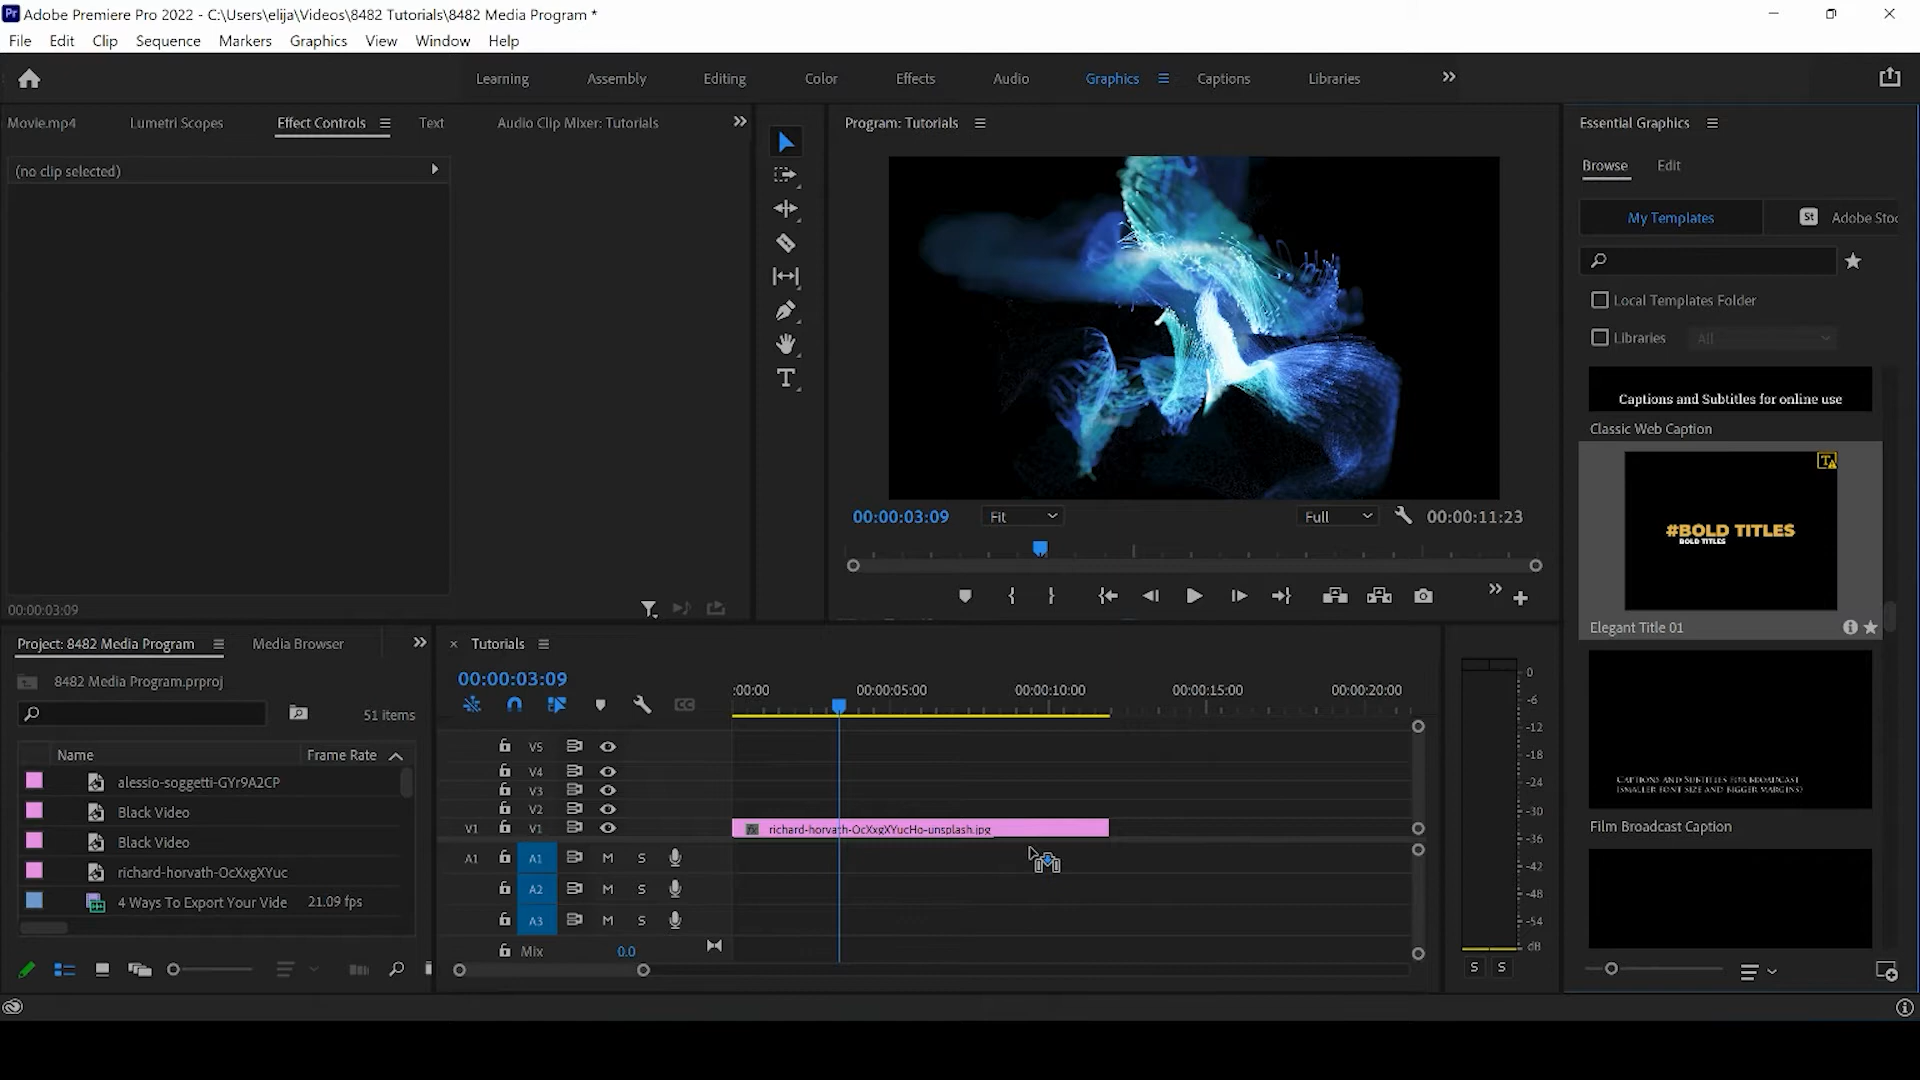 Pr Adobe Premiere Pro 2022 - C:\Users\elija\Videos\8482 Tutorials\8482 Media Program *
File Edit Clip Sequence Markers Graphics View Window Help
Learning Assembly Editing Color Effects Audio Graphics Captions Libraries
Movie.mp4 Lumetri Scopes Effect Controls Text Audio Clip Mixer: Tutorials
(no clip selected)
00:00:03:09
Program: Tutorials
00:00:03:09 Fit Full 00:00:11:23
Essential Graphics
Browse Edit
My Templates St Adobe Stoc
Local Templates Folder
Libraries All
Captions and Subtitles for online use
Classic Web Caption
#BOLD TITLES
BOLD TITLES
Elegant Title 01
Captions and Subtitles for broadcast
(smaller font size and bigger margins)
Film Broadcast Caption
Project: 8482 Media Program Media Browser
8482 Media Program.prproj
51 items
Name Frame Rate
alessio-soggetti-GYr9A2CP
Black Video
Black Video
richard-horvath-OcXxgXYuc
4 Ways To Export Your Vide 21.09 fps
× Tutorials
00:00:03:09
CC
:00:00 00:00:05:00 00:00:10:00 00:00:15:00 00:00:20:00
V5
V4
V3
V2
V1 V1 fx richard-horvath-OcXxgXYucHo-unsplash.jpg
A1 A1 M S
A2 M S
A3 M S
Mix 0.0
0
-6
-12
-18
-24
-30
-36
-42
-48
-54
dB
S S